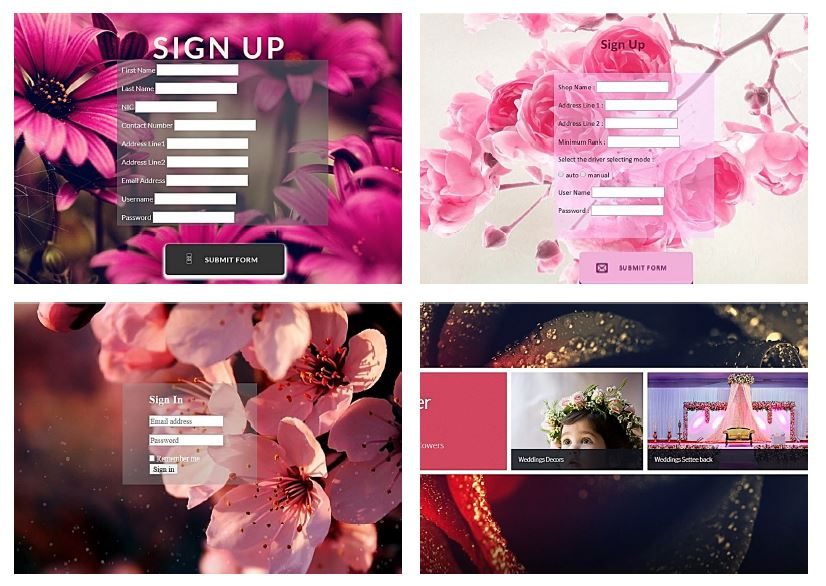 SIGN UP
First Name
Last Name
NIC
Contact Number
Address Line1
Address Line2
Email Address
Username
Password
SUBMIT FORM
Sign Up
Shop Name :
Address Line 1 :
Address Line 2 :
Minimum Rank :
Select the driver selecting mode :
auto manual
User Name
Password :
SUBMIT FORM
Sign In
Email address
Password
Remember me
Sign in
er
lowers
Weddings Decors
Weddings Settee back